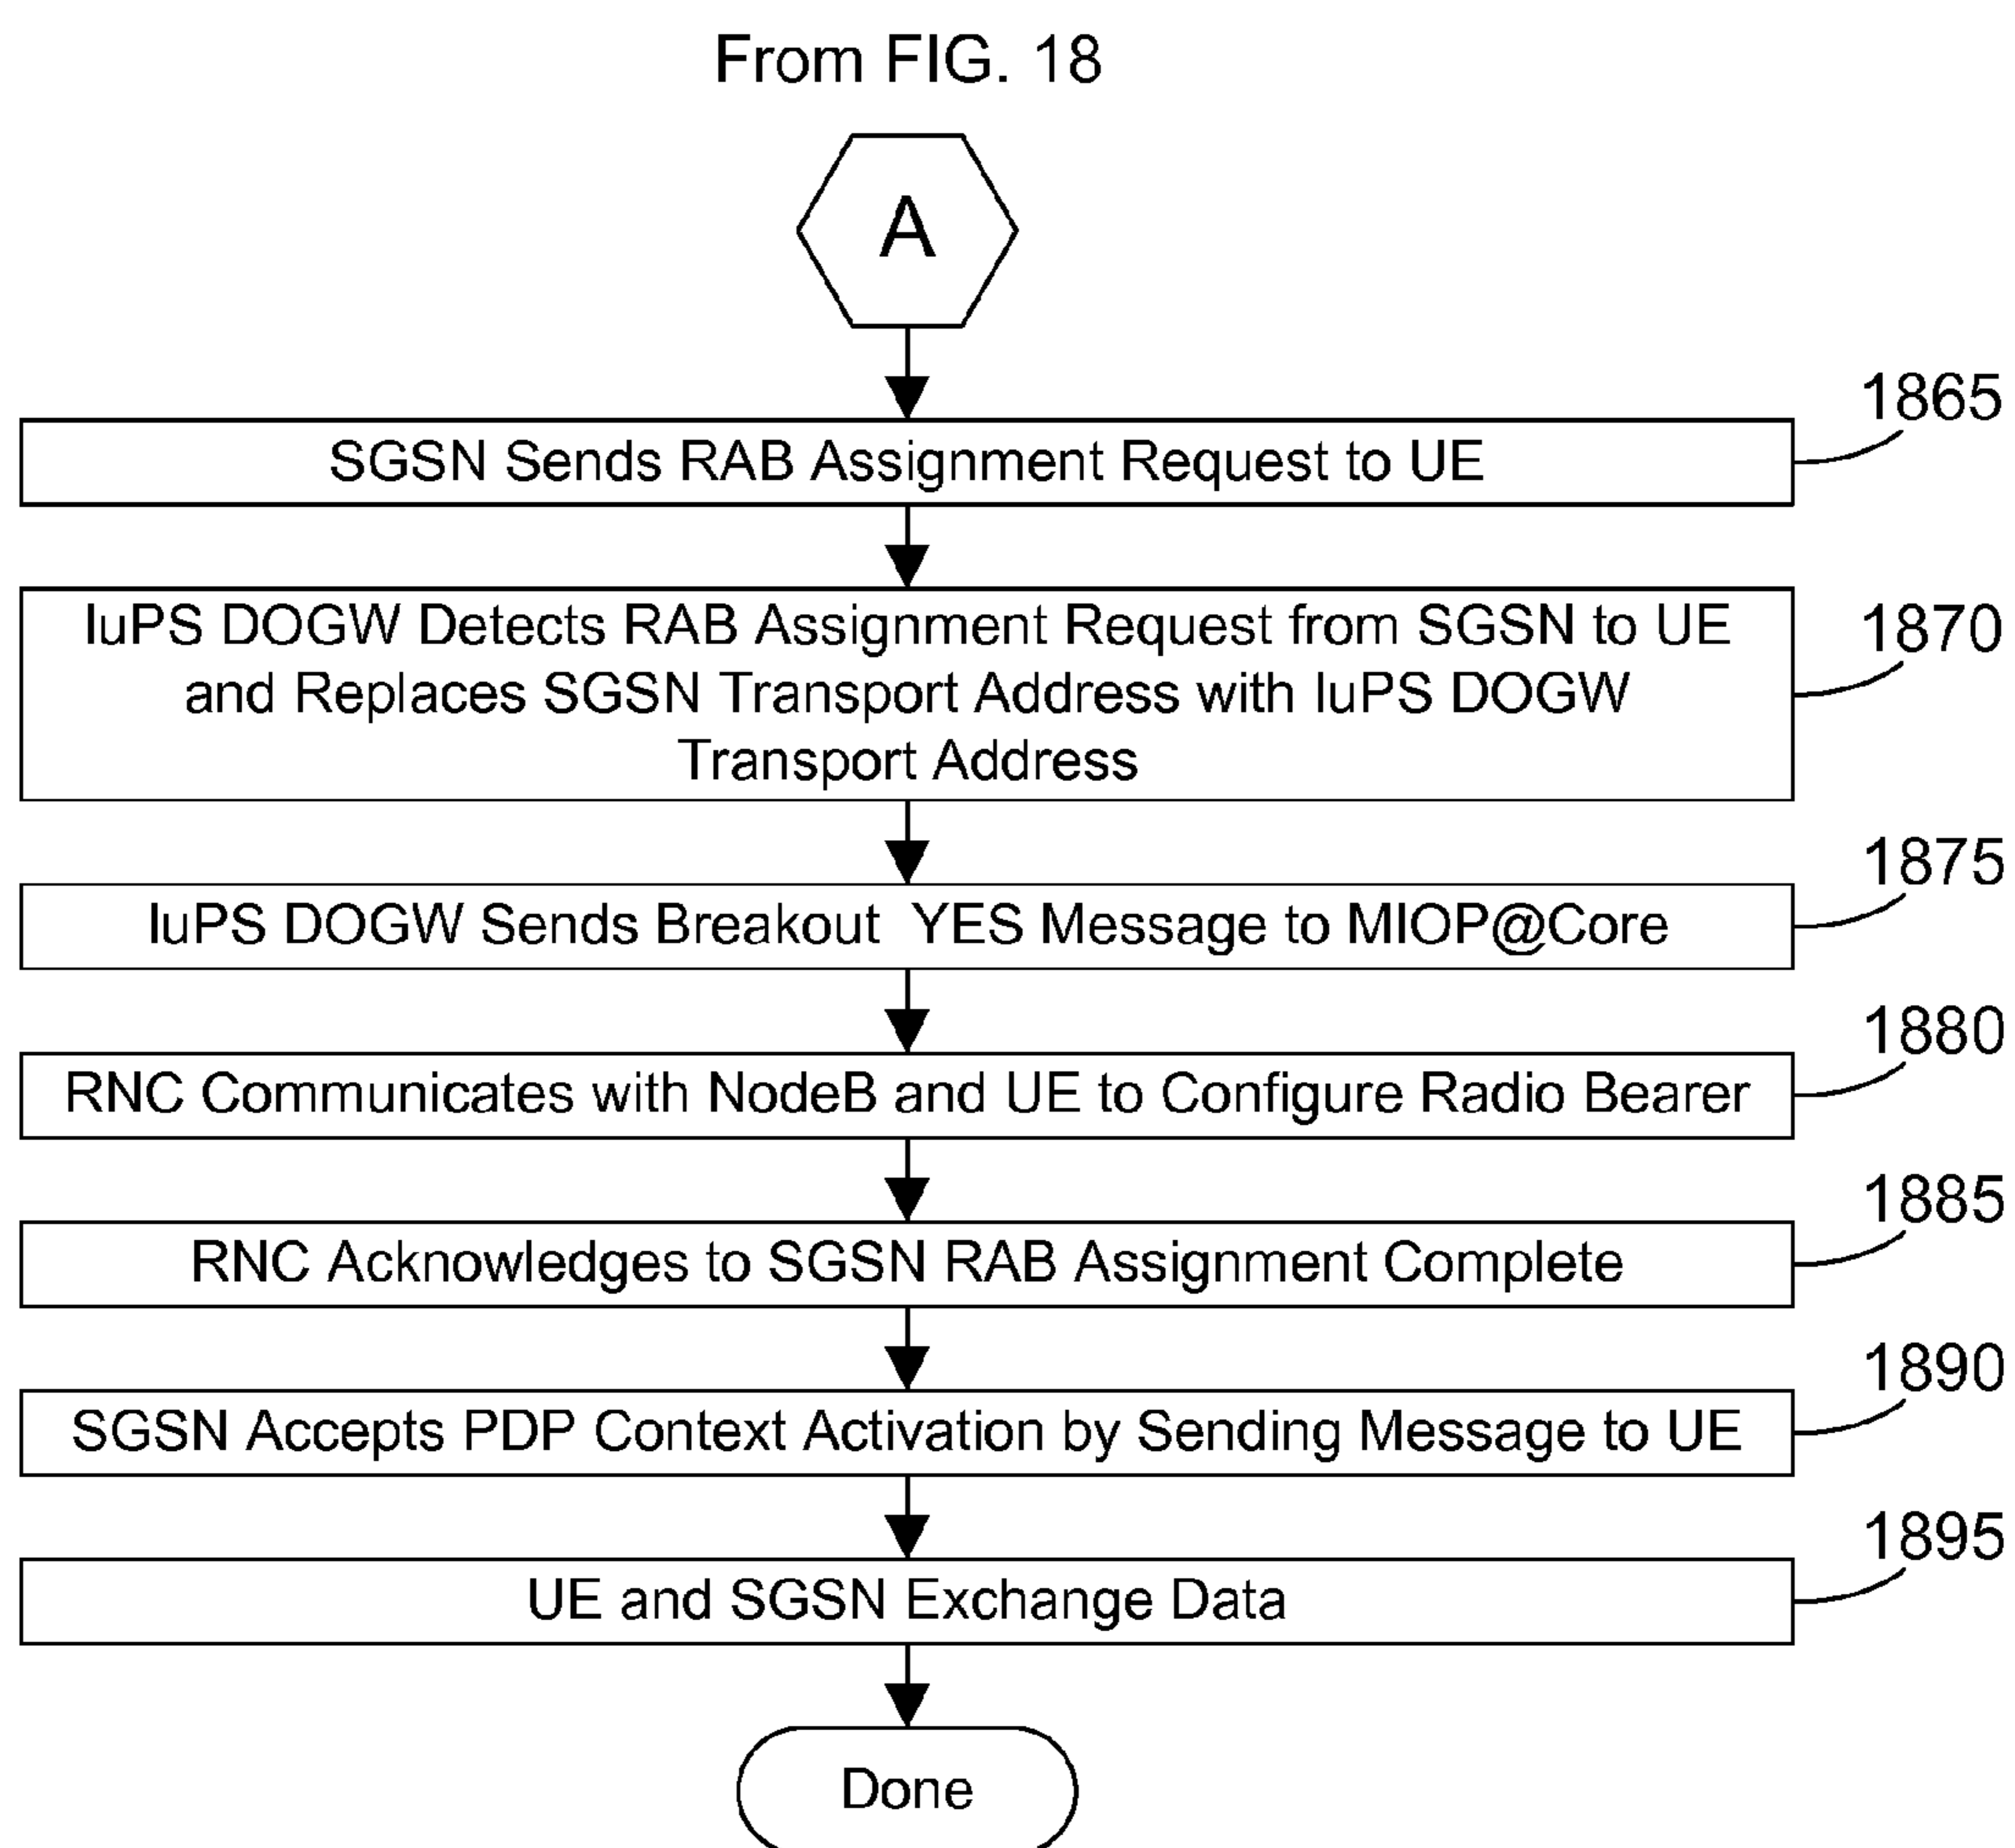 From FIG. 18
A
1865
SGSN Sends RAB Assignment Request to UE
1870
IuPS DOGW Detects RAB Assignment Request from SGSN to UE
and Replaces SGSN Transport Address with IuPS DOGW
Transport Address
1875
IuPS DOGW Sends Breakout YES Message to MIOP@Core
1880
RNC Communicates with NodeB and UE to Configure Radio Bearer
1885
RNC Acknowledges to SGSN RAB Assignment Complete
1890
SGSN Accepts PDP Context Activation by Sending Message to UE
1895
UE and SGSN Exchange Data
Done